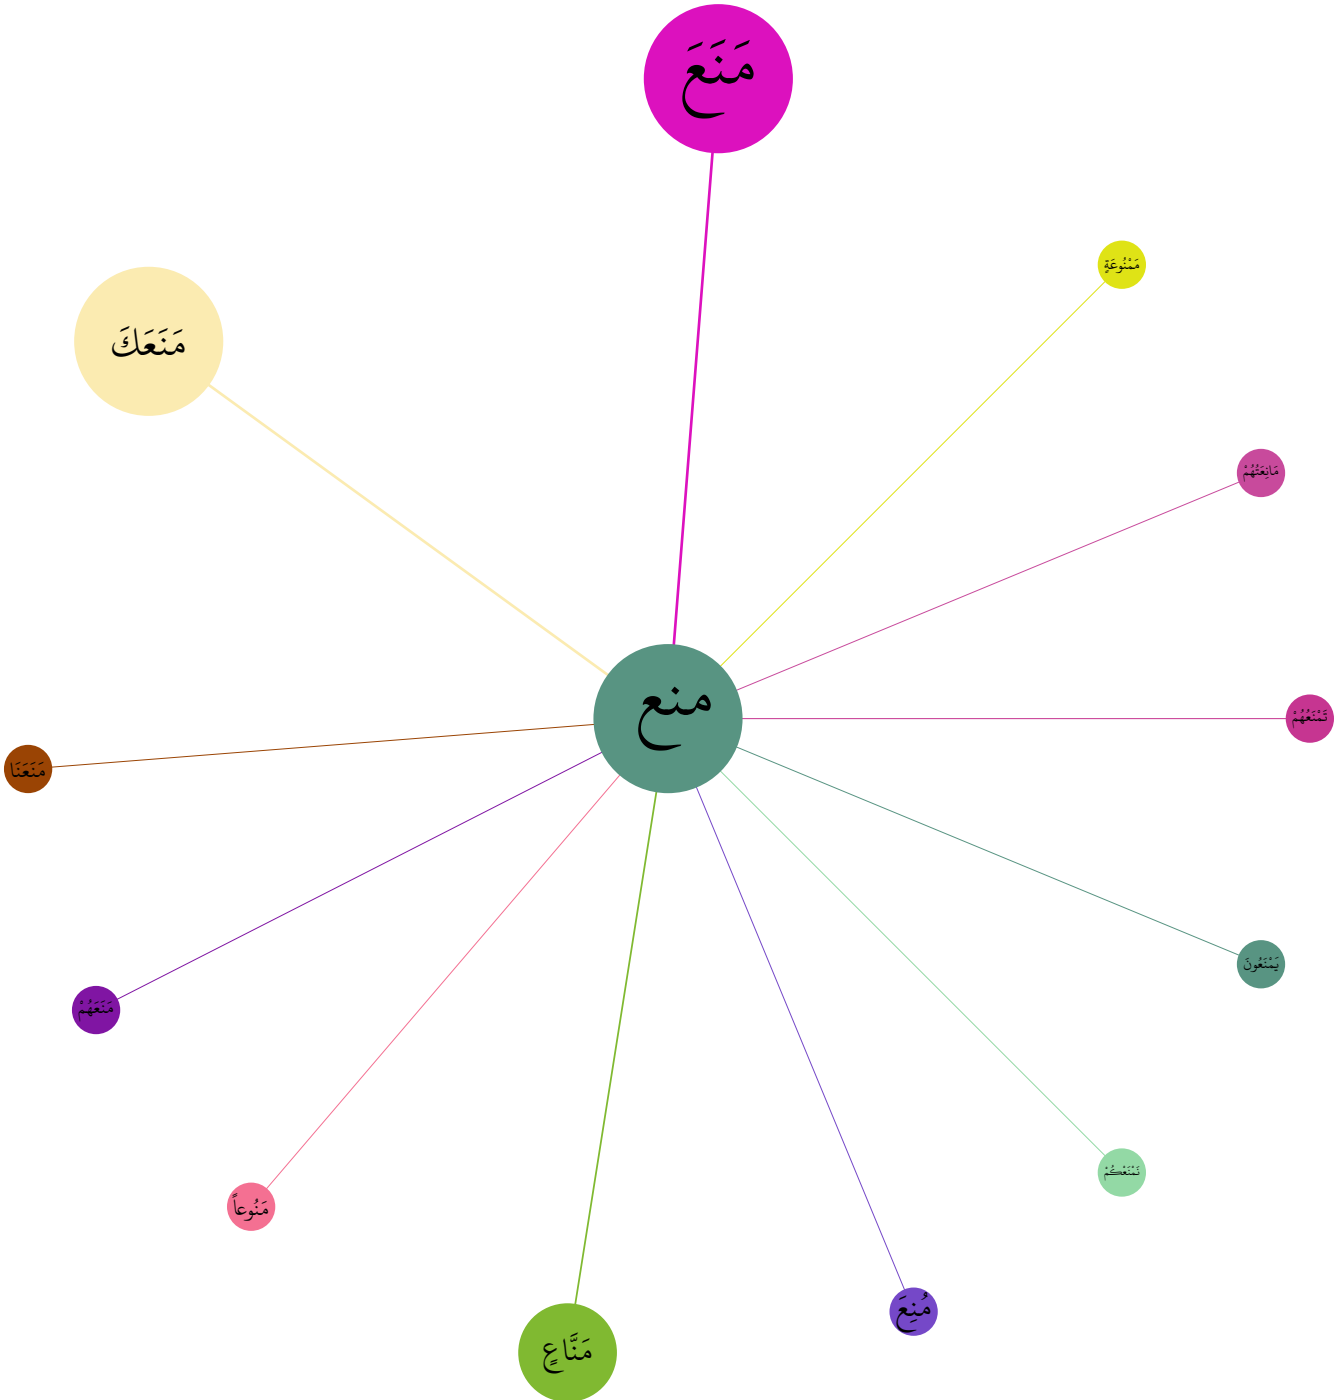 مَنَعَ
مَمْنُوعَةٍ
مَنَعَكَ
مَانِعَتُهُمْ
منع
تَمْنَعُهُمْ
مَنَعَنَا
يَمْنَعُونَ
مَنَعَهُمْ
نَمْنَعْكُمْ
مَنُوعاً
مُنِعَ
مَنَّاعٍ